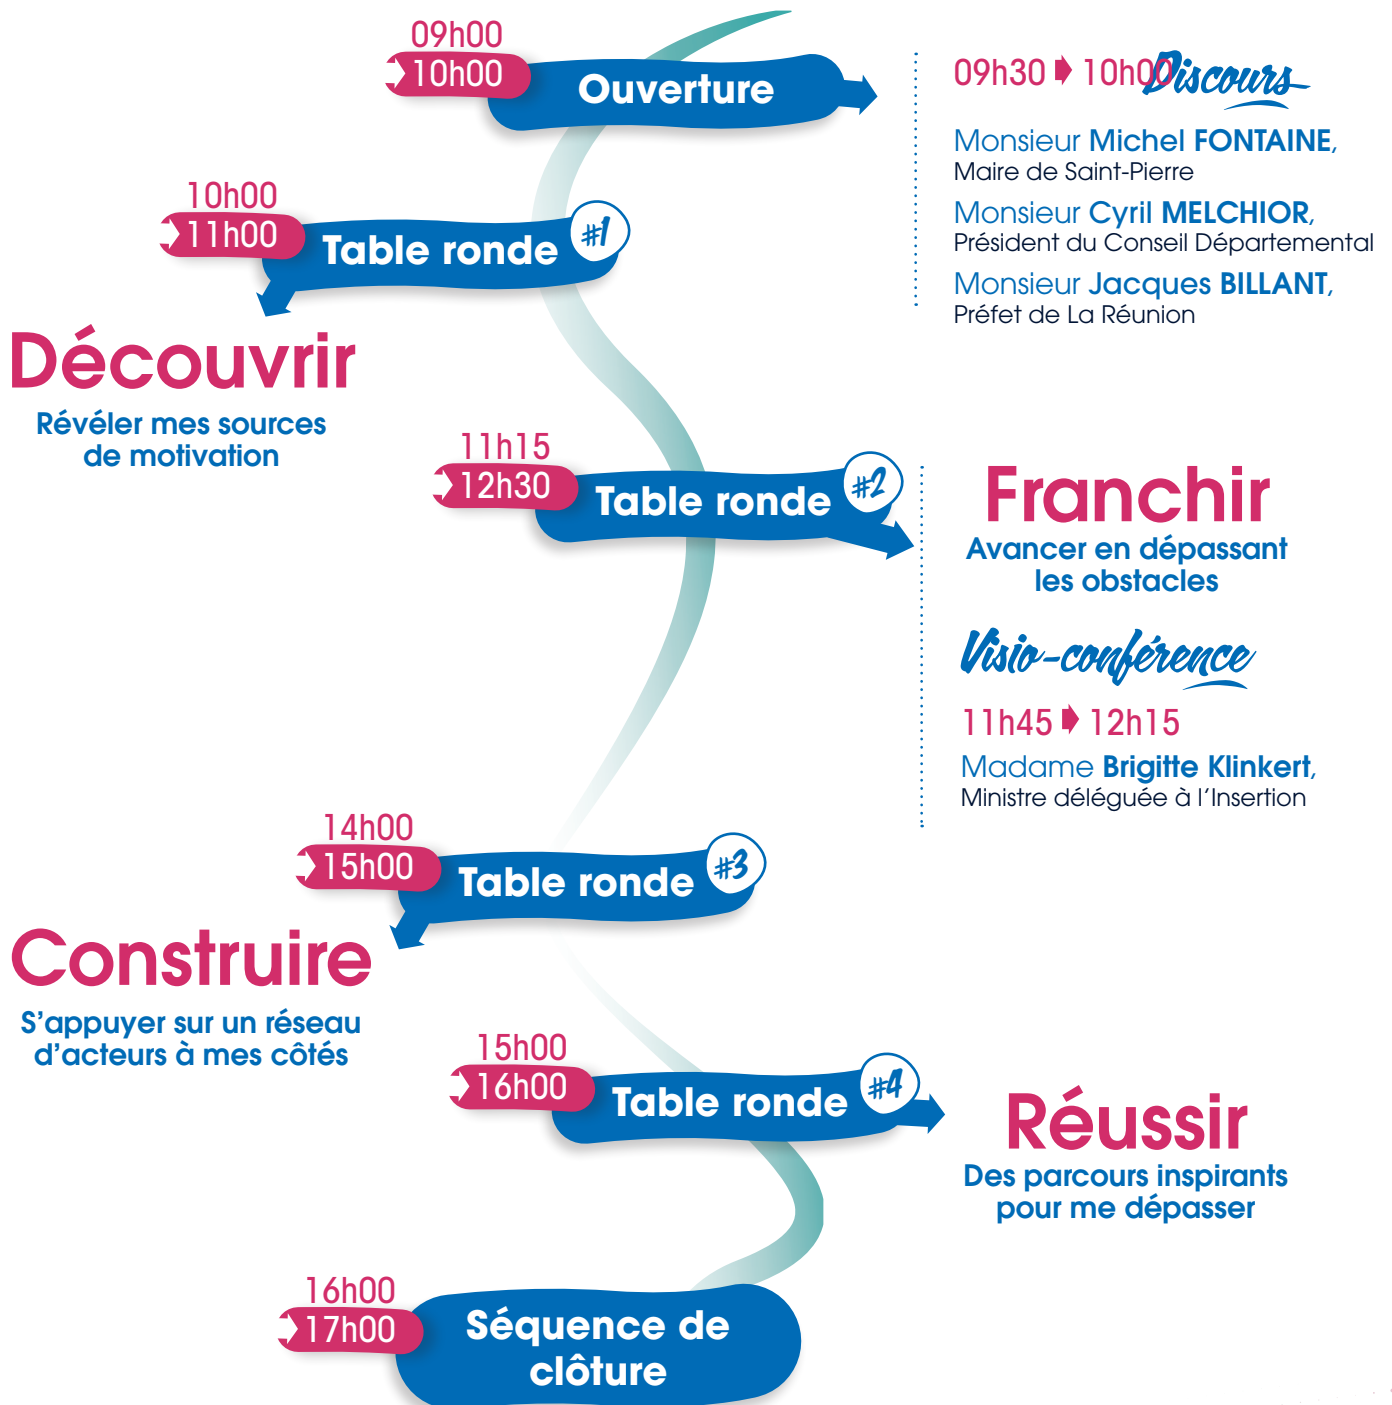 09h00
10h00
Ouverture
09h30 10h00 Discours
Monsieur Michel FONTAINE,
Maire de Saint-Pierre
Monsieur Cyril MELCHIOR,
Président du Conseil Départemental
Monsieur Jacques BILLANT,
Préfet de La Réunion
10h00
11h00
Table ronde #1
Découvrir
Révéler mes sources
de motivation
11h15
12h30
Table ronde #2
Franchir
Avancer en dépassant
les obstacles
Visio-conférence
11h45 12h15
Madame Brigitte Klinkert,
Ministre déléguée à l'Insertion
14h00
15h00
Table ronde #3
Construire
S'appuyer sur un réseau
d'acteurs à mes côtés
15h00
16h00
Table ronde #4
Réussir
Des parcours inspirants
pour me dépasser
16h00
17h00
Séquence de
clôture